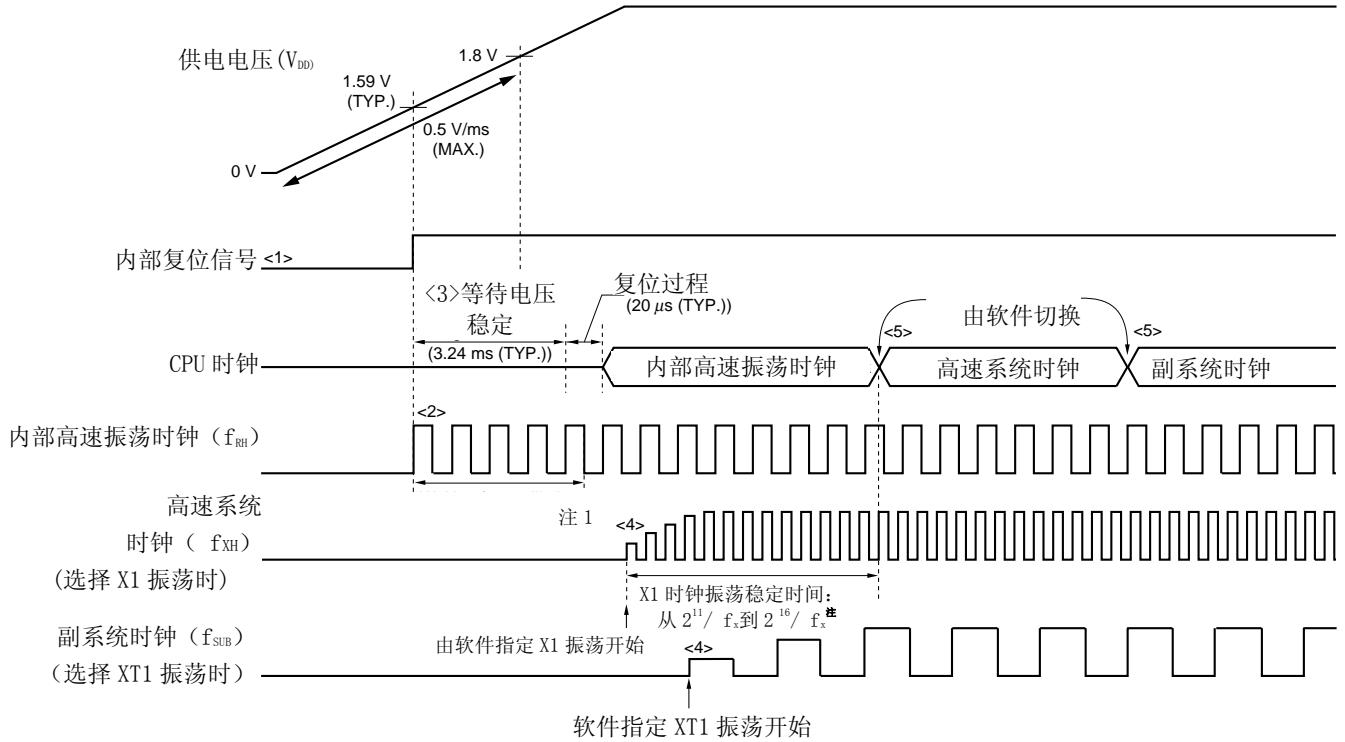 供电电压(VDD)
1.8 V
1.59 V
(TYP.)
0.5 V/ms
(MAX.)
0 V
内部复位信号 <1>
<3>等待电压
稳定
(3.24 ms (TYP.))
复位过程
(20 μs (TYP.))
由软件切换
<5>
<5>
CPU 时钟
内部高速振荡时钟
高速系统时钟
副系统时钟
<2>
内部高速振荡时钟（fRH）
高速系统
时钟（ fXH）
(选择 X1 振荡时)
注 1
<4>
X1 时钟振荡稳定时间:
从 2¹¹/ fx到 2 ¹⁶/ fx注
由软件指定 X1 振荡开始
副系统时钟（fSUB）
（选择 XT1 振荡时）
<4>
软件指定 XT1 振荡开始